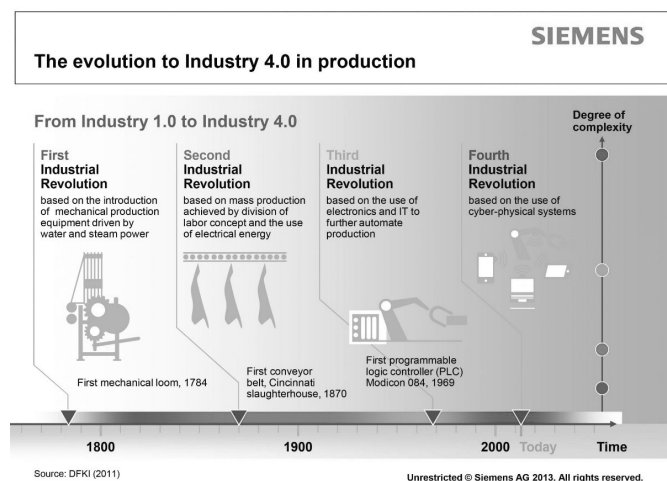 SIEMENS
The evolution to Industry 4.0 in production
From Industry 1.0 to Industry 4.0
Degree of
complexity
First
Industrial
Revolution
based on the introduction
of mechanical production
equipment driven by
water and steam power
Second
Industrial
Revolution
based on mass production
achieved by division of
labor concept and the use
of electrical energy
Third
Industrial
Revolution
based on the use of
electronics and IT to
further automate
production
Fourth
Industrial
Revolution
based on the use of
cyber-physical systems
First mechanical loom, 1784
First conveyor
belt, Cincinnati
slaughterhouse, 1870
First programmable
logic controller (PLC)
Modicon 084, 1969
1800
1900
2000
Today
Time
Source: DFKI (2011)
Unrestricted © Siemens AG 2013. All rights reserved.